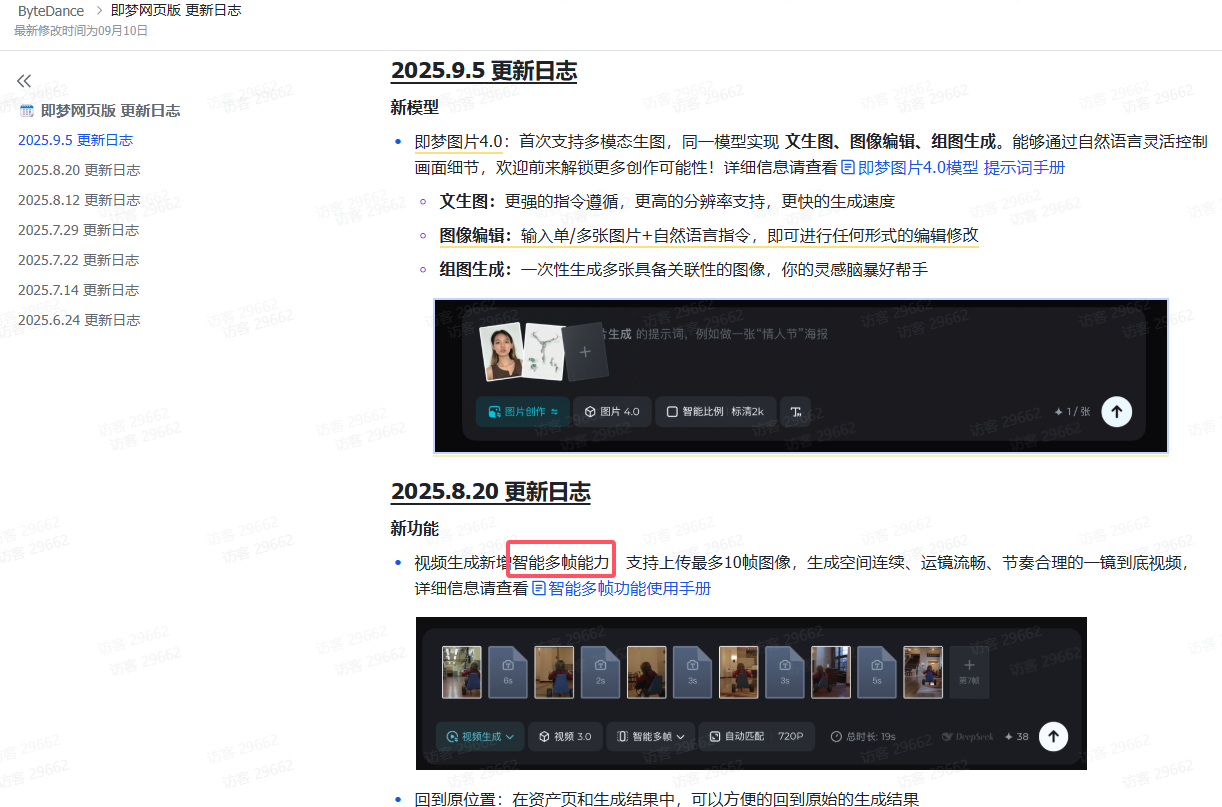 ByteDance > 即梦网页版 更新日志
最新修改时间为09月10日
即梦网页版 更新日志
2025.9.5 更新日志
2025.8.20 更新日志
2025.8.12 更新日志
2025.7.29 更新日志
2025.7.22 更新日志
2025.7.14 更新日志
2025.6.24 更新日志
2025.9.5 更新日志
新模型
即梦图片4.0：首次支持多模态生图，同一模型实现 文生图、图像编辑、组图生成。能够通过自然语言灵活控制
画面细节，欢迎前来解锁更多创作可能性！详细信息请查看 即梦图片4.0模型 提示词手册
文生图：更强的指令遵循，更高的分辨率支持，更快的生成速度
图像编辑：输入单/多张图片+自然语言指令，即可进行任何形式的编辑修改
组图生成：一次性生成多张具备关联性的图像，你的灵感脑暴好帮手
生成 的提示词，例如做一张“情人节”海报
图片创作 图片 4.0 智能比例 标清2k 1 / 张
2025.8.20 更新日志
新功能
视频生成新增智能多帧能力 支持上传最多10帧图像，生成空间连续、运镜流畅、节奏合理的一镜到底视频，
详细信息请查看 智能多帧功能使用手册
6s 2s 3s 3s 5s 第7帧
视频生成 视频 3.0 智能多帧 自动匹配 720P 总时长: 19s DeepSeek 38
回到原位置：在资产页和生成结果中，可以方便的回到原始的生成结果
访客 29662